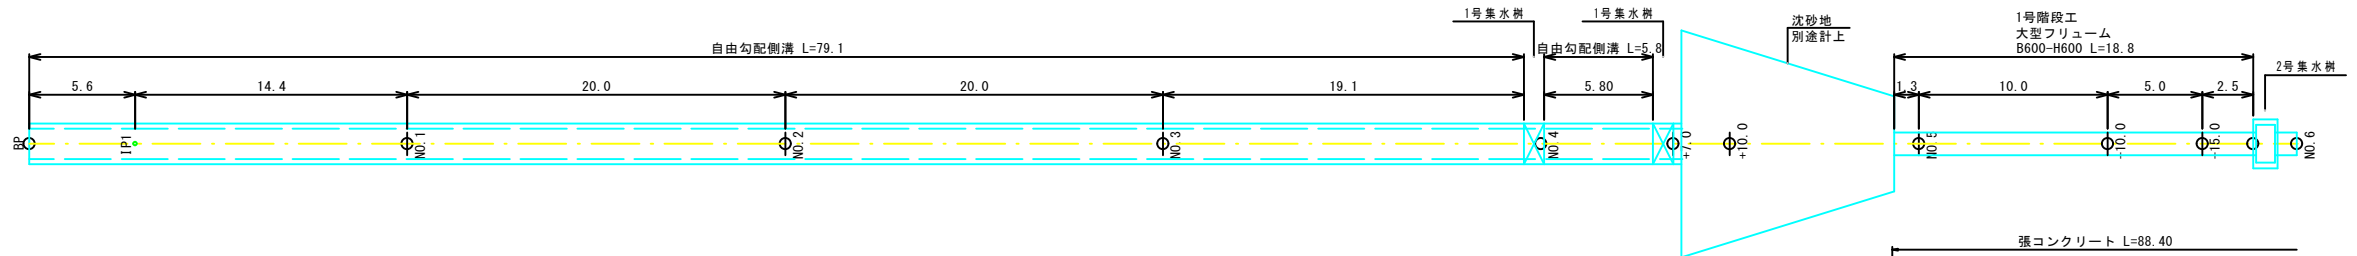 1号集水桝
1号集水桝
沈砂地
別途計上
1号階段工
大型フリューム
B600-H600 L=18.8
自由勾配側溝 L=79.1
自由勾配側溝 L=5.8
2号集水桝
5.6
14.4
20.0
20.0
19.1
5.80
1.3
10.0
5.0
2.5
BP
IP1
NO.1
NO.2
NO.3
NO.4
+7.0
+10.0
NO.5
+10.0
+15.0
NO.6
張コンクリート L=88.40